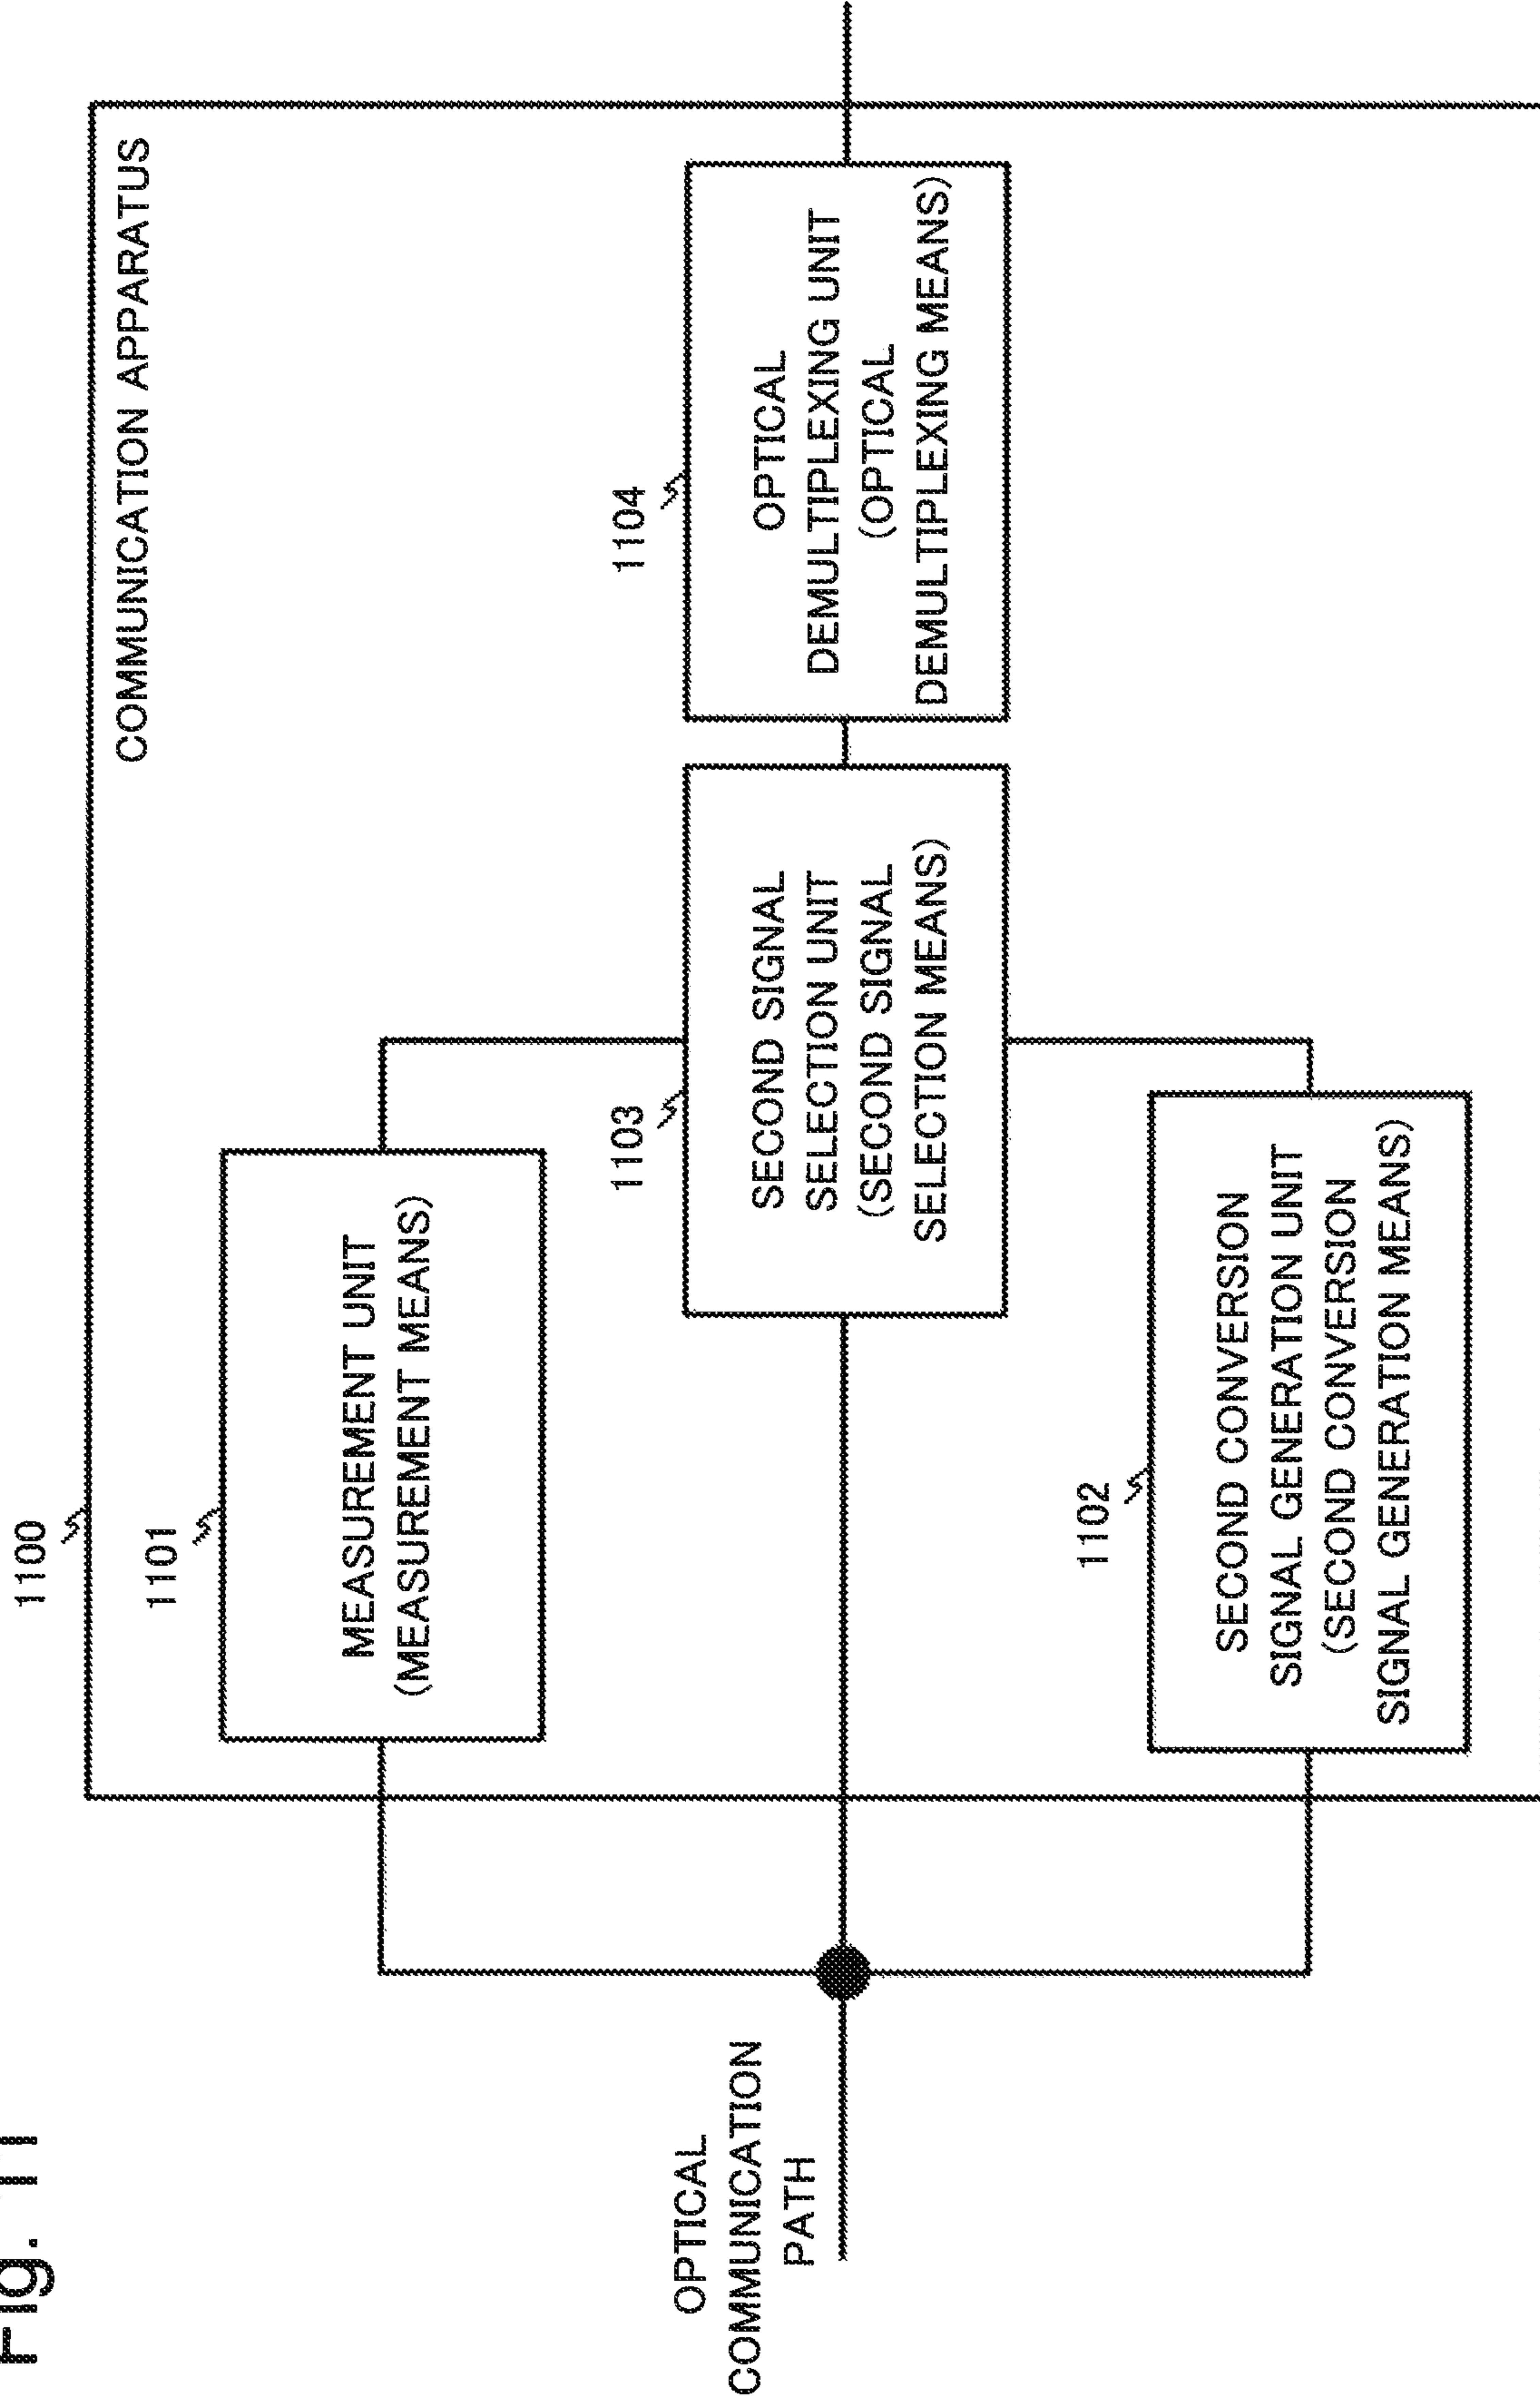 Fig. 11
1100
COMMUNICATION APPARATUS
1101
MEASUREMENT UNIT
(MEASUREMENT MEANS)
1103
SECOND SIGNAL
SELECTION UNIT
(SECOND SIGNAL
SELECTION MEANS)
1104
OPTICAL
DEMULTIPLEXING UNIT
(OPTICAL
DEMULTIPLEXING MEANS)
OPTICAL
COMMUNICATION
PATH
1102
SECOND CONVERSION
SIGNAL GENERATION UNIT
(SECOND CONVERSION
SIGNAL GENERATION MEANS)